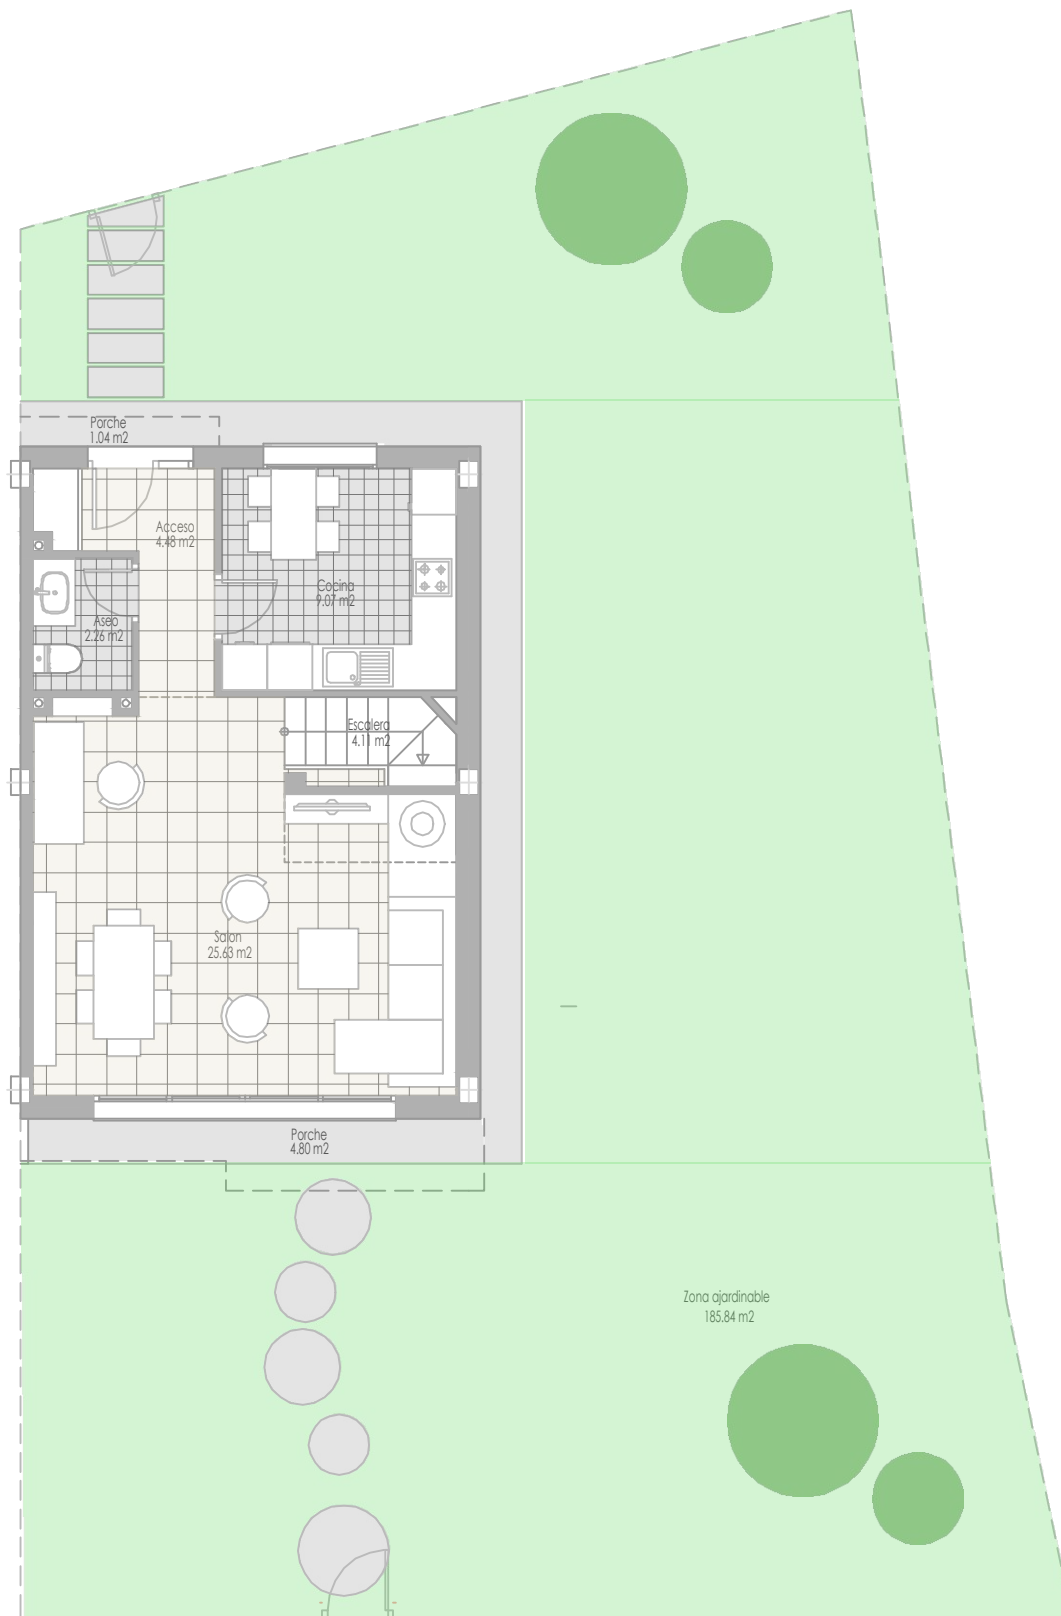 Porche
1.04 m2
Acceso
4.48 m2
Cocina
9.07 m2
Aseo
2.26 m2
Escalera
4.11 m2
Salon
25.63 m2
Porche
4.80 m2
Zona ajardinable
185.84 m2